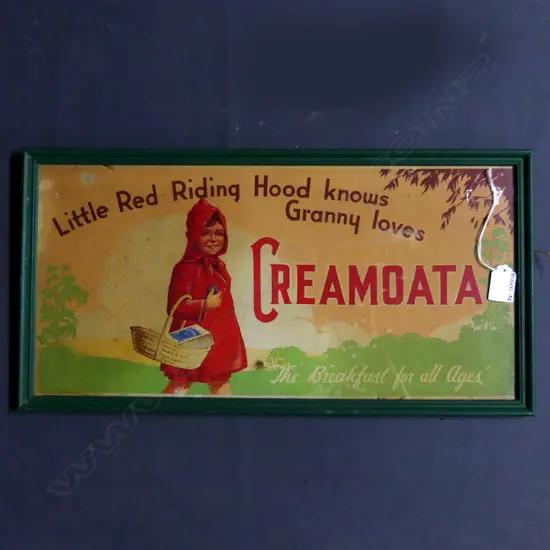 Little Red Riding Hood knows
Granny loves
CREAMOATA
"The Breakfast for all Ages"